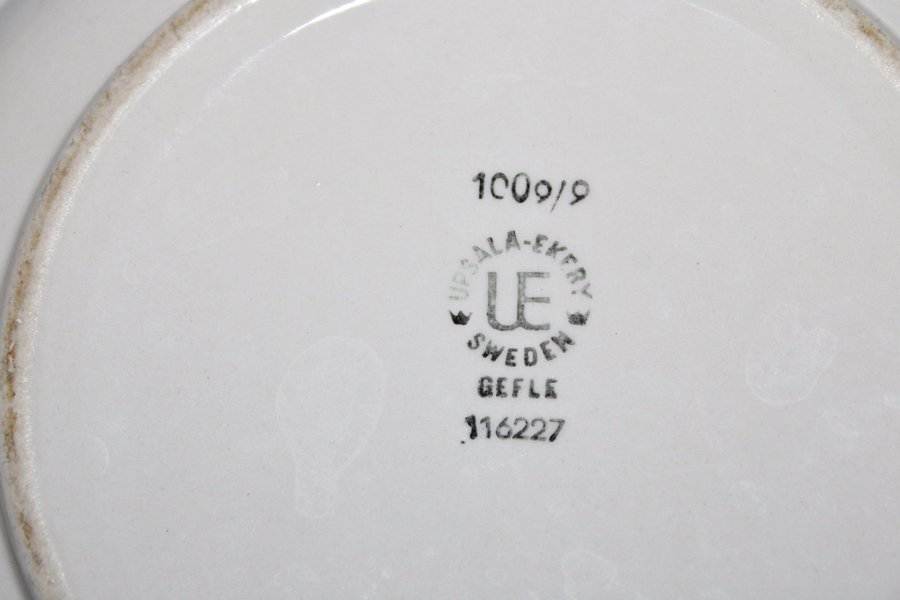 1009/9
UPSALA-EKEBY
UE
SWEDEN
GEFLE
116227